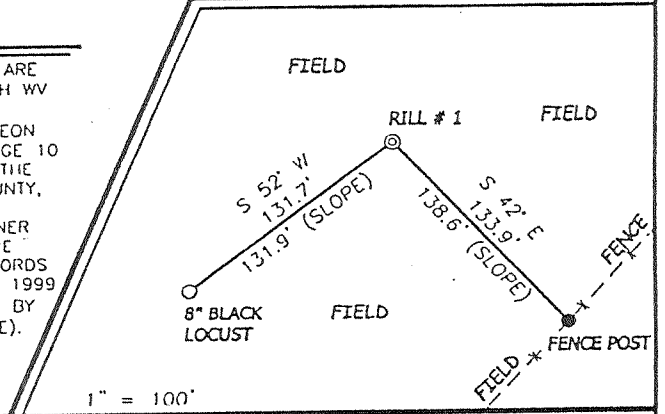 ARE
H WV
EON
GE 10
THE
UNTY,
NER
E
ORDS
1999
BY
E).
FIELD
RILL # 1
FIELD
S 52° W
131.7'
131.9' (SLOPE)
S 42° E
133.9'
138.6' (SLOPE)
FENCE
8" BLACK
LOCUST
FIELD
FENCE POST
FIELD
1" = 100'